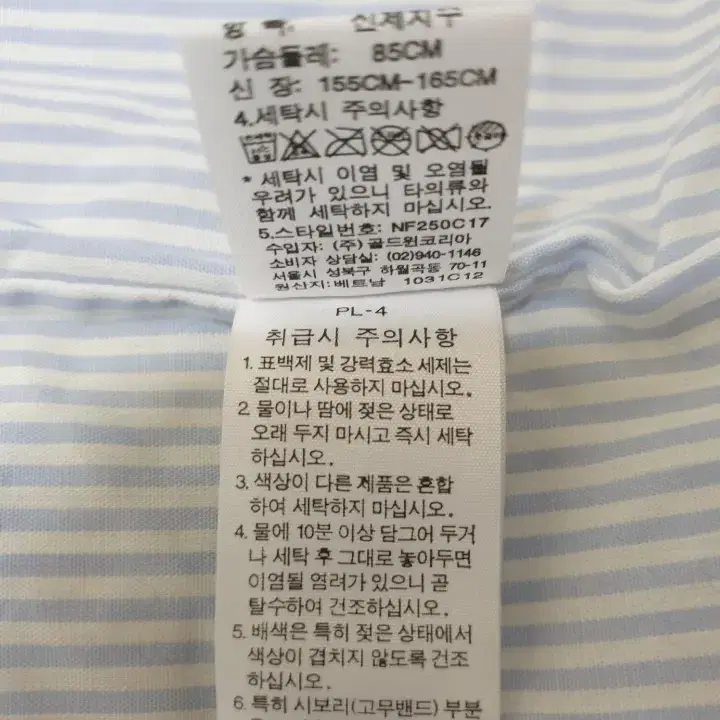 신체치수
가슴둘레: 85CM
신 장: 155CM-165CM
4.세탁시 주의사항
* 세탁시 이염 및 오염될
우려가 있으니 타의류와
함께 세탁하지 마십시오.
5.스타일번호: NF250C17
수입자: (주) 골드윈코리아
소비자 상담실: (02)940-1146
서울시 성북구 하월곡동 70-11
원산지:베트남 1031C12
PL-4
취급시 주의사항
1. 표백제 및 강력효소 세제는
절대로 사용하지 마십시오.
2. 물이나 땀에 젖은 상태로
오래 두지 마시고 즉시 세탁
하십시오.
3. 색상이 다른 제품은 혼합
하여 세탁하지 마십시오.
4. 물에 10분 이상 담그어 두거
나 세탁 후 그대로 놓아두면
이염될 염려가 있으니 곧
탈수하여 건조하십시오.
5. 배색은 특히 젖은 상태에서
색상이 겹치지 않도록 건조
하십시오.
6. 특히 시보리(고무밴드) 부분